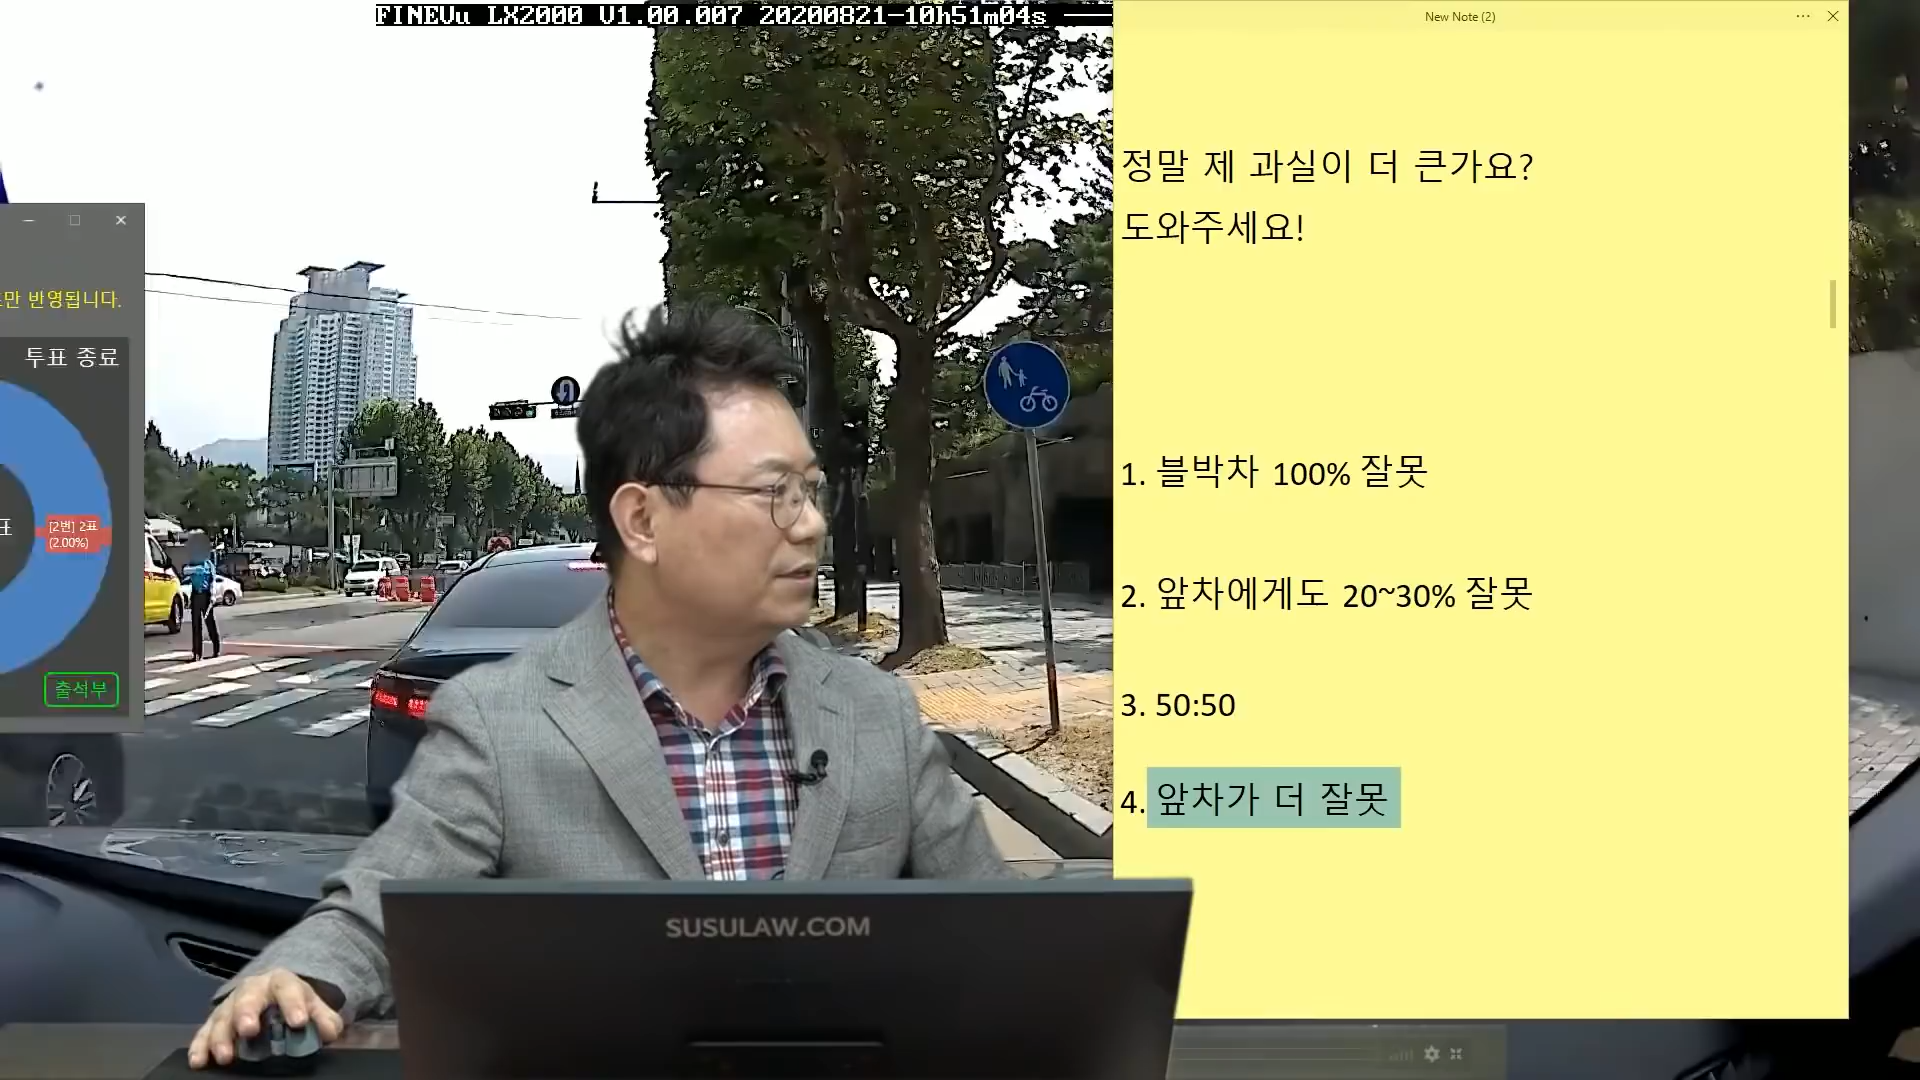 FINEVu LX2000 V1.00.007 20200821-10h51m04s
New Note (2)
정말 제 과실이 더 큰가요?
도와주세요!
만 반영됩니다.
투표 종료
[2번] 2표
(2.00%)
표
출석부
1. 블박차 100% 잘못
2. 앞차에게도 20~30% 잘못
3. 50:50
4. 앞차가 더 잘못
SUSULAW.COM